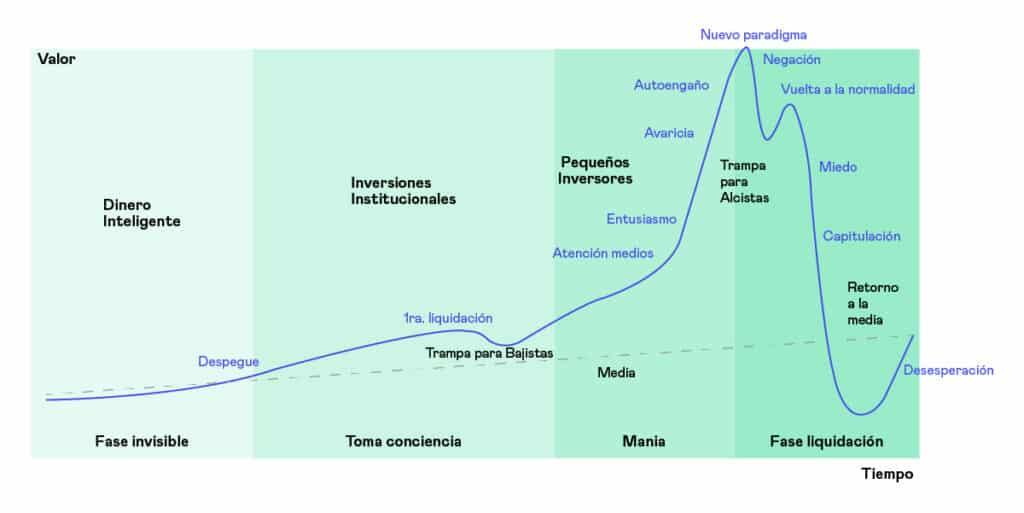 Nuevo paradigma
Valor
Negación
Autoengaño
Vuelta a la normalidad
Avaricia
Pequeños
Inversores
Trampa
para
Alcistas
Miedo
Inversiones
Institucionales
Dinero
Inteligente
Entusiasmo
Capitulación
Atención medios
Retorno
a la
media
1ra. liquidación
Trampa para Bajistas
Despegue
Media
Desesperación
Fase invisible
Toma conciencia
Mania
Fase liquidación
Tiempo